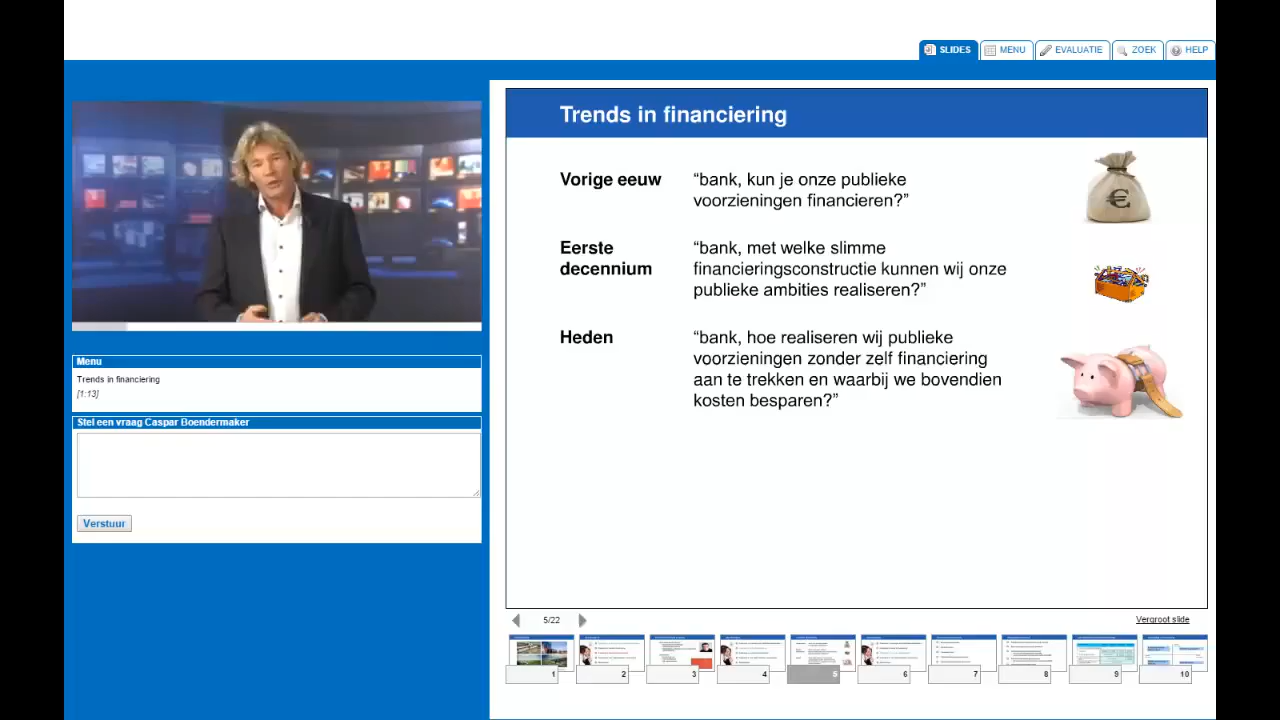 SLIDES
MENU
EVALUATIE
ZOEK
HELP
Trends in financiering
Vorige eeuw
“bank, kun je onze publieke
voorzieningen financieren?”
€
Eerste
decennium
“bank, met welke slimme
financieringsconstructie kunnen wij onze
publieke ambities realiseren?”
Heden
“bank, hoe realiseren wij publieke
voorzieningen zonder zelf financiering
aan te trekken en waarbij we bovendien
kosten besparen?”
Menu
Trends in financiering
[1:13]
Stel een vraag Caspar Boendermaker
Verstuur
5/22
Vergroot slide
1
2
3
4
5
6
7
8
9
10